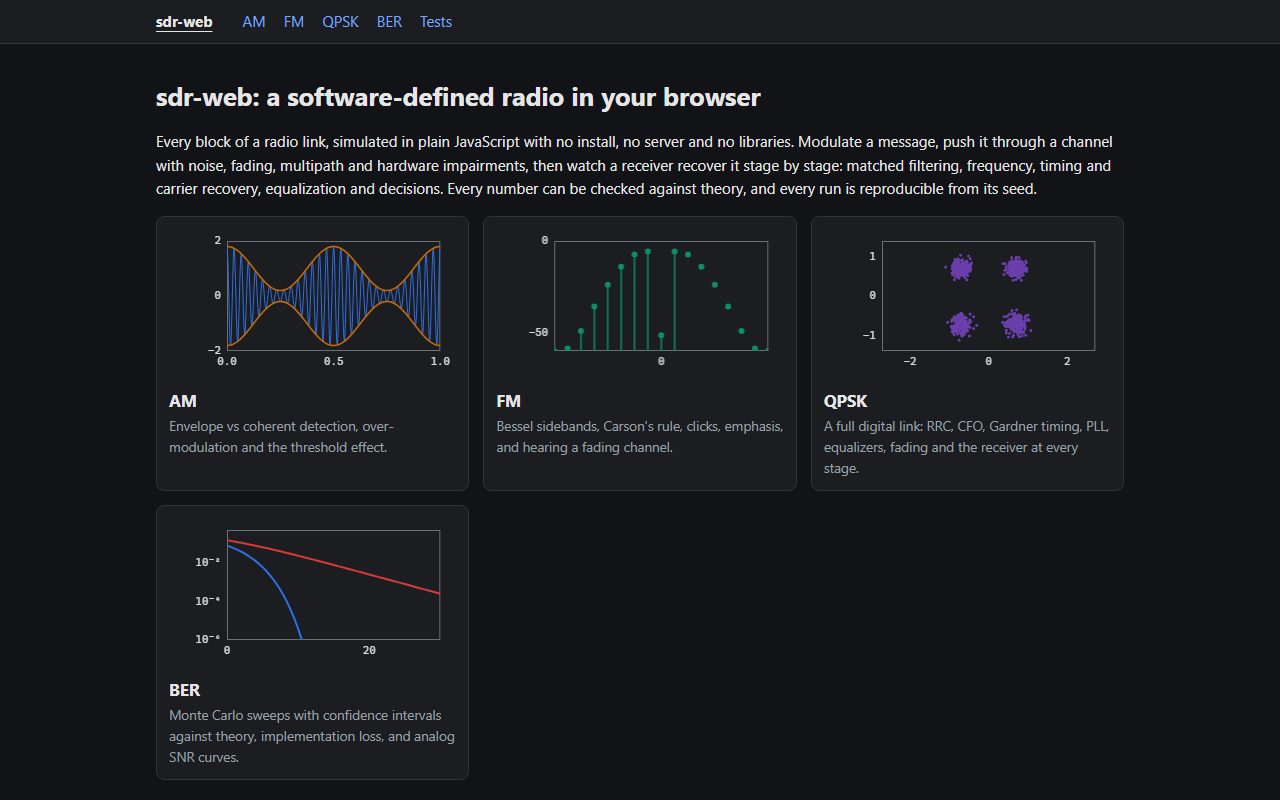 sdr-web AM FM QPSK BER Tests
sdr-web: a software-defined radio in your browser
Every block of a radio link, simulated in plain JavaScript with no install, no server and no libraries. Modulate a message, push it through a channel
with noise, fading, multipath and hardware impairments, then watch a receiver recover it stage by stage: matched filtering, frequency, timing and
carrier recovery, equalization and decisions. Every number can be checked against theory, and every run is reproducible from its seed.
2
0
−2
0.0 0.5 1.0
AM
Envelope vs coherent detection, over-
modulation and the threshold effect.
0
−50
0
FM
Bessel sidebands, Carson's rule, clicks, emphasis,
and hearing a fading channel.
1
0
−1
−2 0 2
QPSK
A full digital link: RRC, CFO, Gardner timing, PLL,
equalizers, fading and the receiver at every
stage.
10⁻²
10⁻⁴
10⁻⁶
0 20
BER
Monte Carlo sweeps with confidence intervals
against theory, implementation loss, and analog
SNR curves.